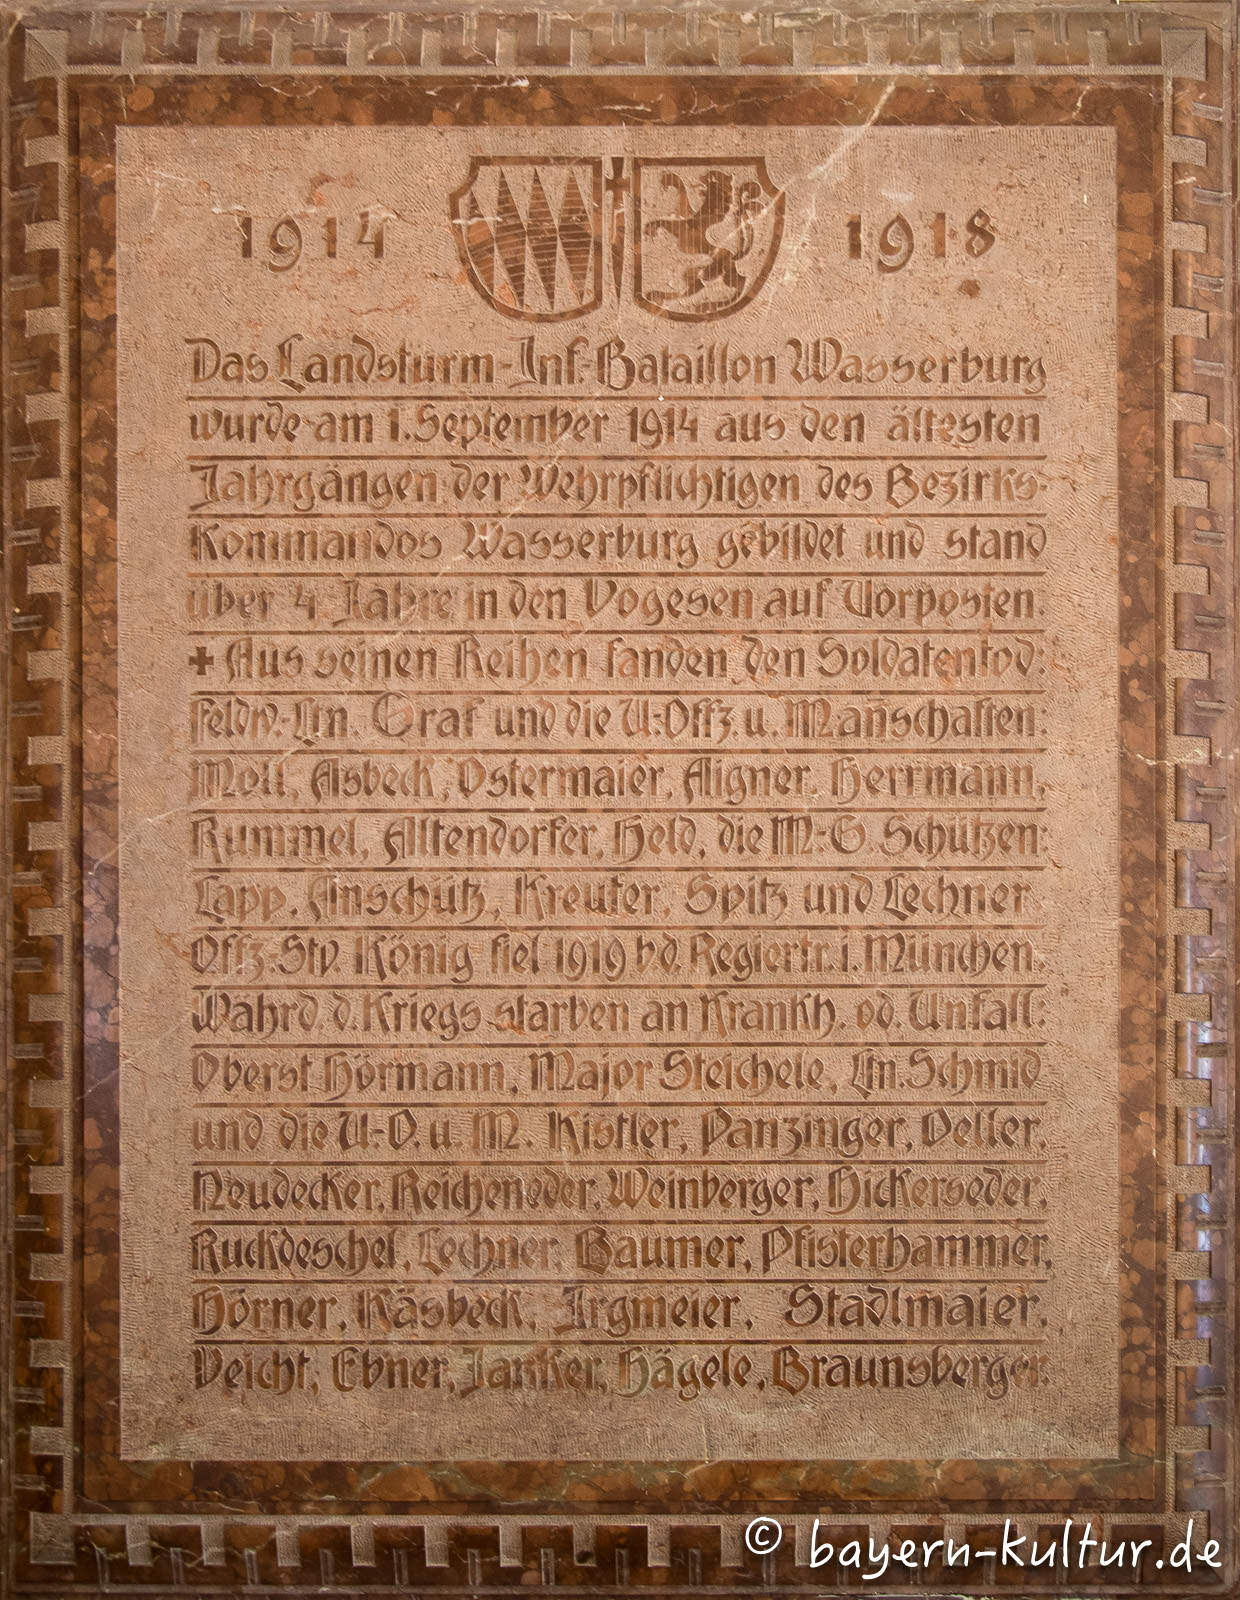 1914 1918
Das Landsturm-Inf.-Bataillon Wasserburg
wurde am 1. September 1914 aus den ältesten
Jahrgängen der Wehrpflichtigen des Bezirks-
Kommandos Wasserburg gebildet und stand
über 4 Jahre in den Vogesen auf Vorposten.
✚ Aus seinen Reihen fanden den Soldatentod:
Feldw.-Ltn. Graf und die U.-Offz. u. Mañschaften:
Moll, Asbeck, Ostermaier, Aigner, Herrmann,
Rummel, Altendorfer, Held, die M.-G. Schützen:
Lapp, Anschütz, Kreuter, Spitz und Lechner.
Offz.-Stv. König fiel 1919 b.d. Regiertr. i. München.
Währd. d. Kriegs starben an Krankh. od. Unfall:
Oberst Hörmann, Major Steichele, Ltn. Schmid
und die U.-O. u. M. Kistler, Panzinger, Oeller,
Neudecker, Reicheneder, Weinberger, Hickerseder,
Ruckdeschel, Lechner, Baumer, Pfisterhammer,
Hörner, Käsbeck, Irgmeier, Stadlmaier,
Veicht, Ebner, Janker, Hägele, Braunsberger.
© bayern-kultur.de